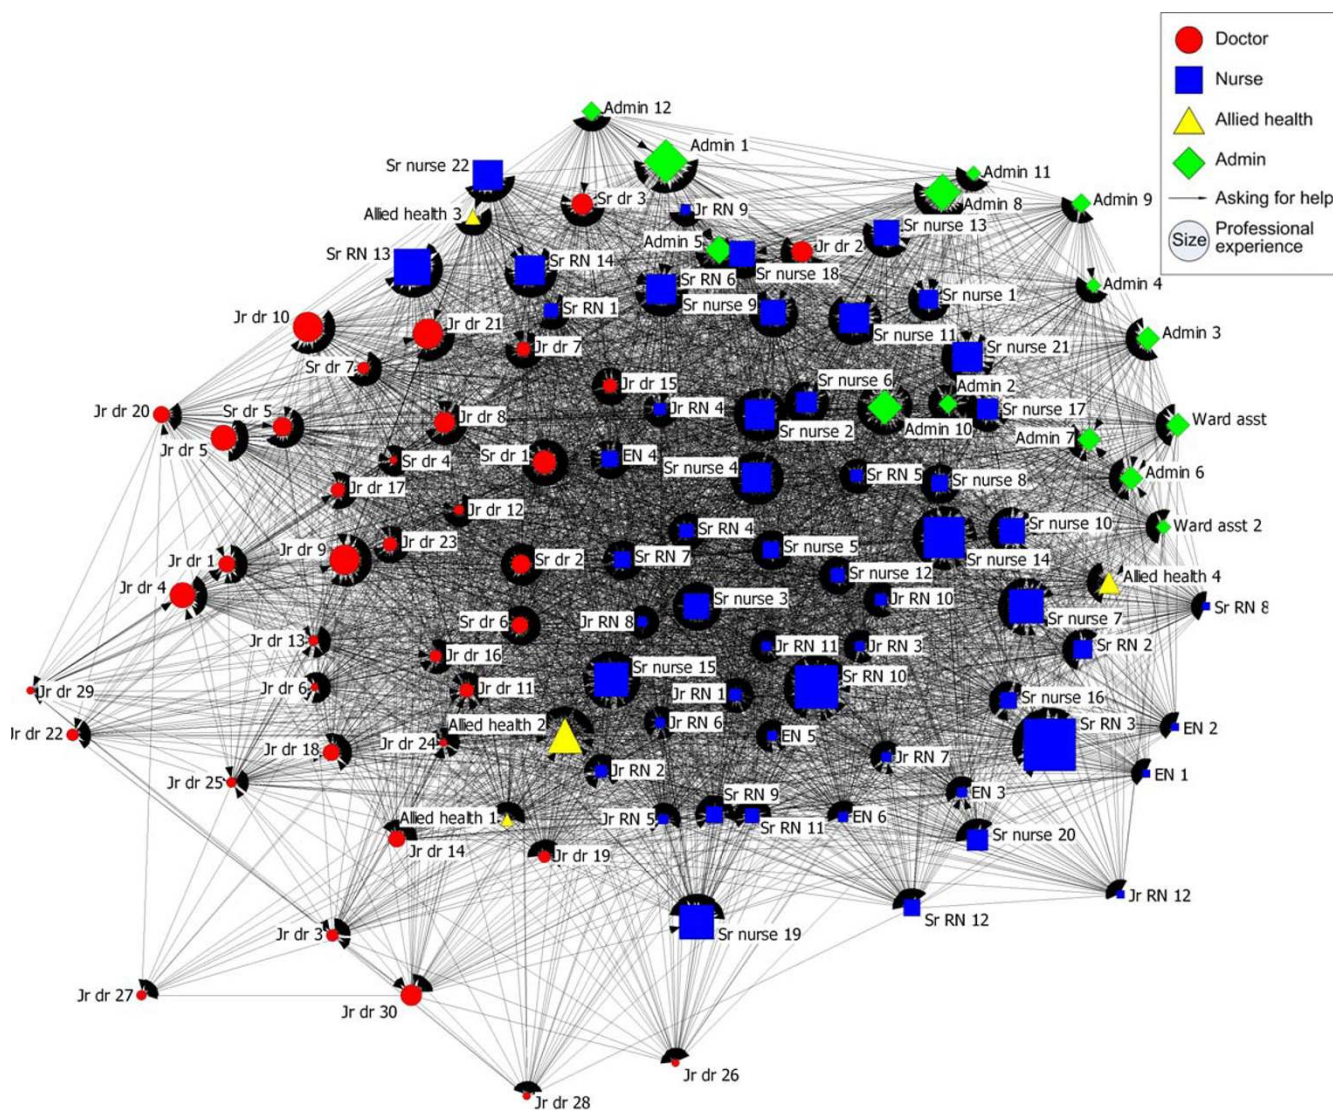 Doctor
Nurse
Allied health
Admin
Asking for help
Size
Professional
experience
Admin 12
Admin 1
Sr nurse 22
Admin 11
Sr dr 3
Admin 8
Admin 9
Allied health 3
Jr RN 9
Sr nurse 13
Admin 5
Jr dr 2
Sr RN 13
Sr RN 14
Sr nurse 18
Sr RN 6
Admin 4
Sr nurse 1
Sr nurse 9
Sr RN 1
Jr dr 10
Jr dr 21
Sr nurse 11
Admin 3
Jr dr 7
Sr nurse 21
Sr dr 7
Jr dr 15
Sr nurse 6
Admin 2
Jr dr 20
Sr dr 5
Jr dr 8
Jr RN 4
Sr nurse 17
Ward asst
Jr dr 5
Sr nurse 2
Admin 10
Admin 7
Sr dr 1
Sr dr 4
EN 4
Sr nurse 4
Sr RN 5
Sr nurse 8
Admin 6
Jr dr 17
Jr dr 12
Sr RN 4
Sr nurse 10
Ward asst 2
Jr dr 23
Jr dr 9
Sr dr 2
Sr RN 7
Sr nurse 5
Sr nurse 14
Jr dr 1
Sr nurse 12
Allied health 4
Jr dr 4
Sr nurse 3
Jr RN 10
Sr RN 8
Sr nurse 7
Sr dr 6
Jr RN 8
Jr dr 13
Jr RN 11
Jr RN 3
Sr RN 2
Jr dr 16
Sr nurse 15
Sr RN 10
Jr dr 29
Jr dr 6
Jr dr 11
Jr RN 1
Sr nurse 16
Allied health 2
Jr RN 6
Sr RN 3
Jr dr 22
Jr dr 18
Jr dr 24
EN 5
EN 2
Jr RN 7
Jr dr 25
Jr RN 2
EN 1
Sr RN 9
EN 3
Allied health 1
Jr RN 5
Sr RN 11
EN 6
Jr dr 14
Jr dr 19
Sr nurse 20
Jr RN 12
Jr dr 3
Sr nurse 19
Sr RN 12
Jr dr 27
Jr dr 30
Jr dr 26
Jr dr 28